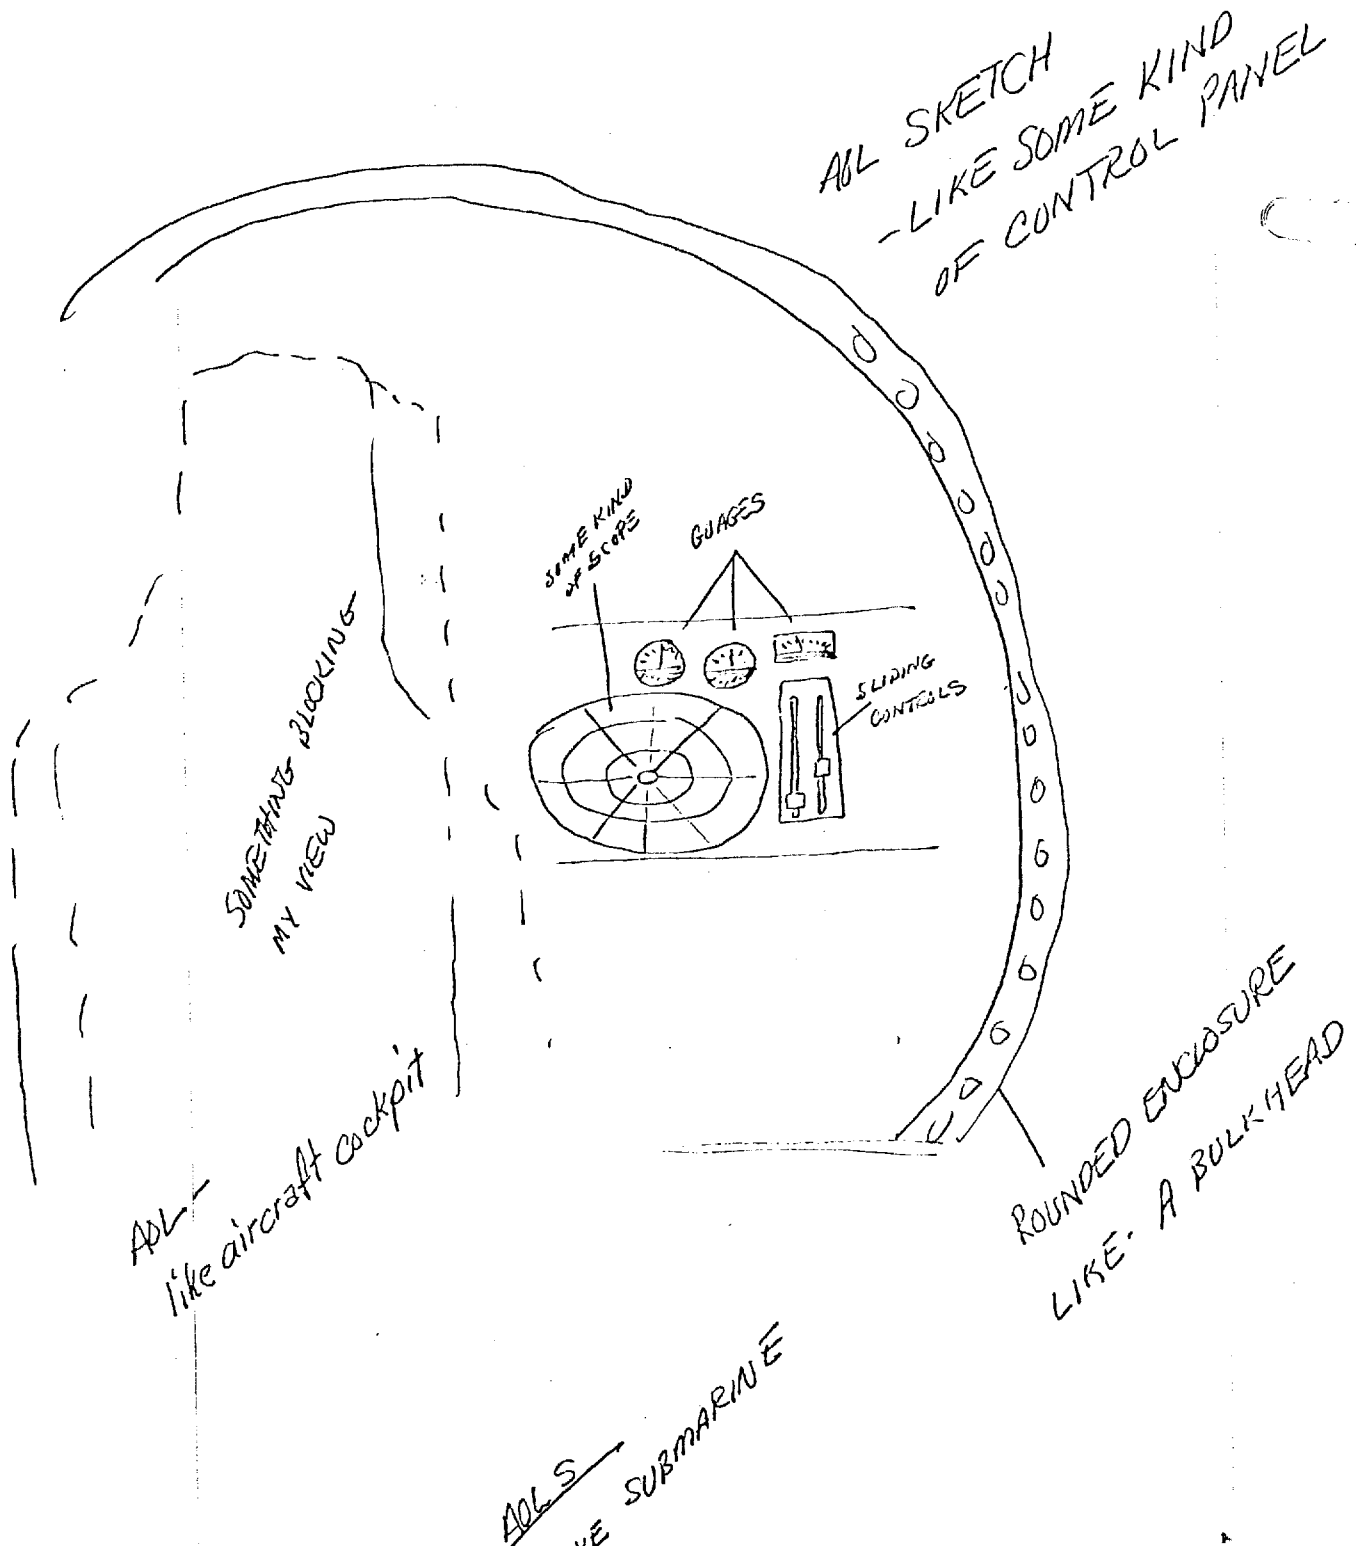 AOL SKETCH
- LIKE SOME KIND
OF CONTROL PANEL
SOME KIND
OF SCOPE
GUAGES
SLIDING
CONTROLS
SOMETHING BLOCKING
MY VIEW
ROUNDED ENCLOSURE
LIKE. A BULKHEAD
AOL -
like aircraft cockpit
AOLS
SUBMARINE